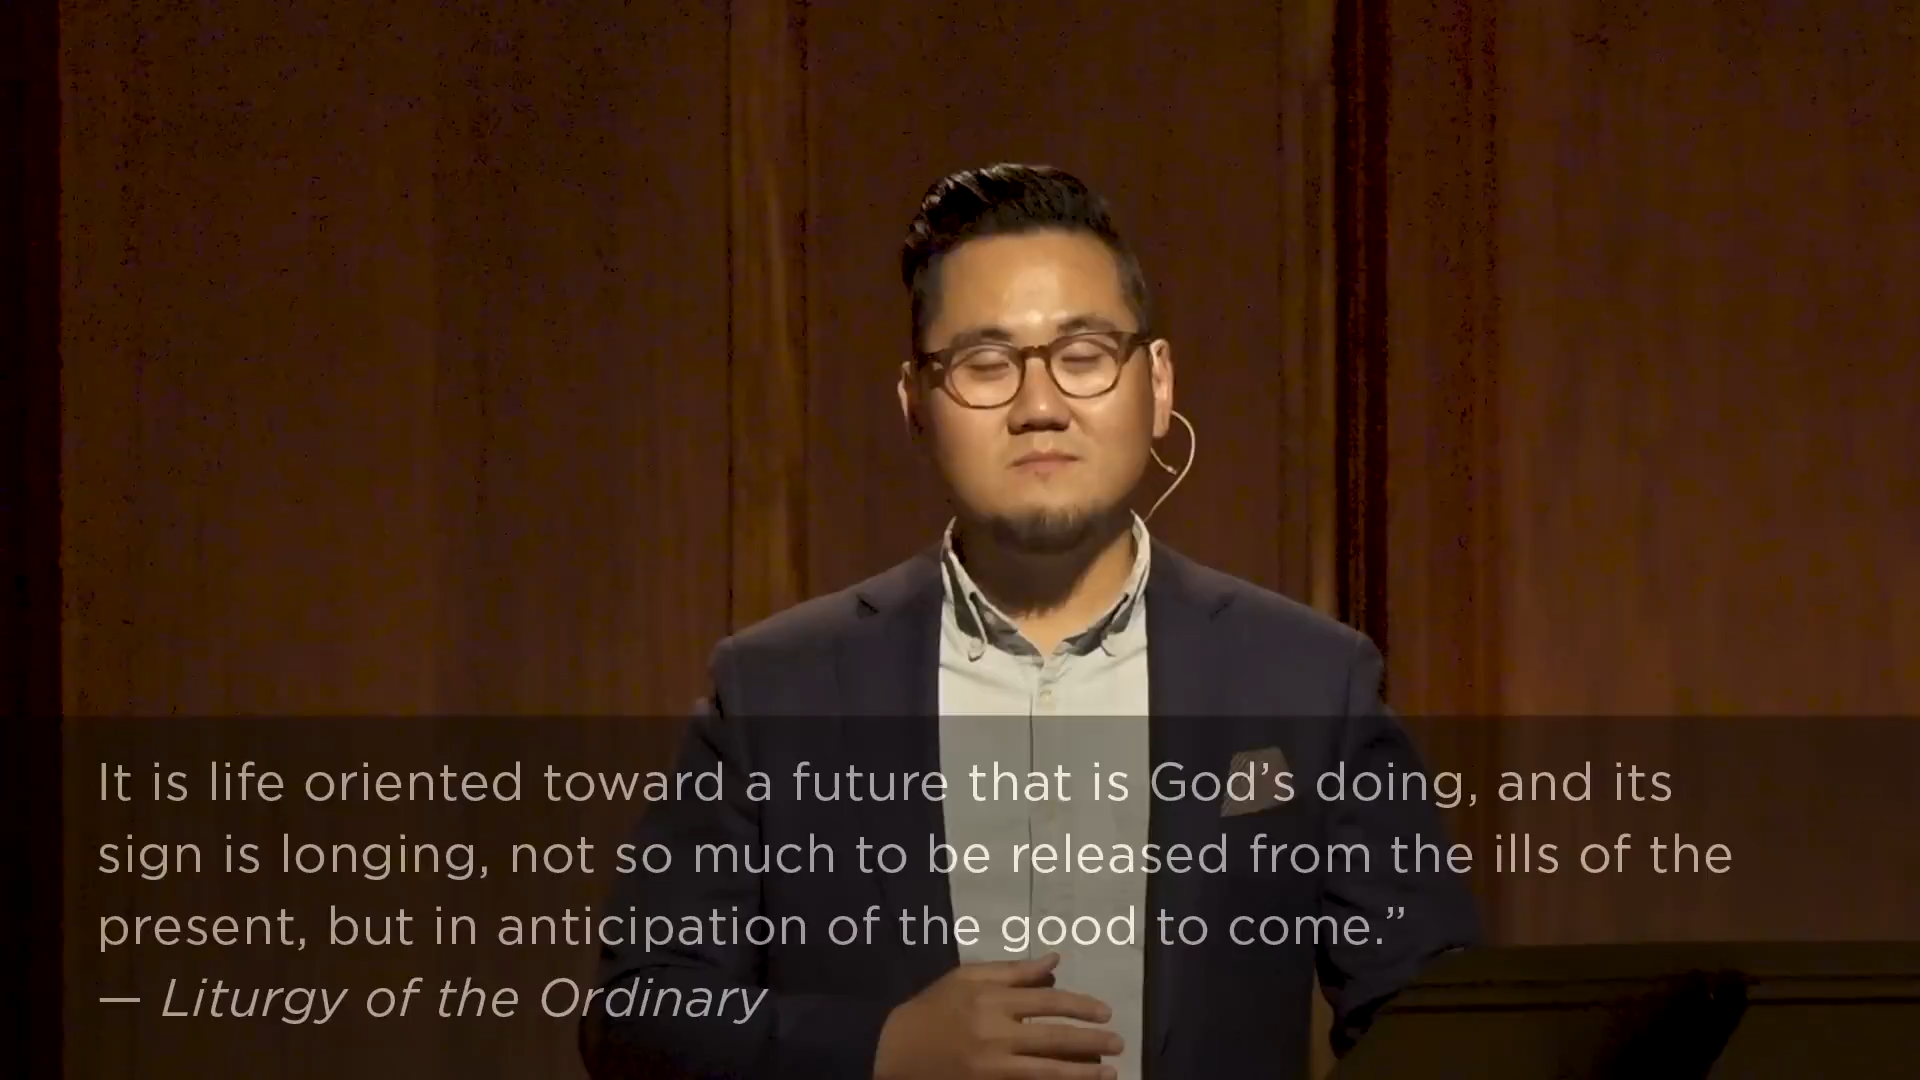 It is life oriented toward a future that is God’s doing, and its
sign is longing, not so much to be released from the ills of the
present, but in anticipation of the good to come.”
— Liturgy of the Ordinary